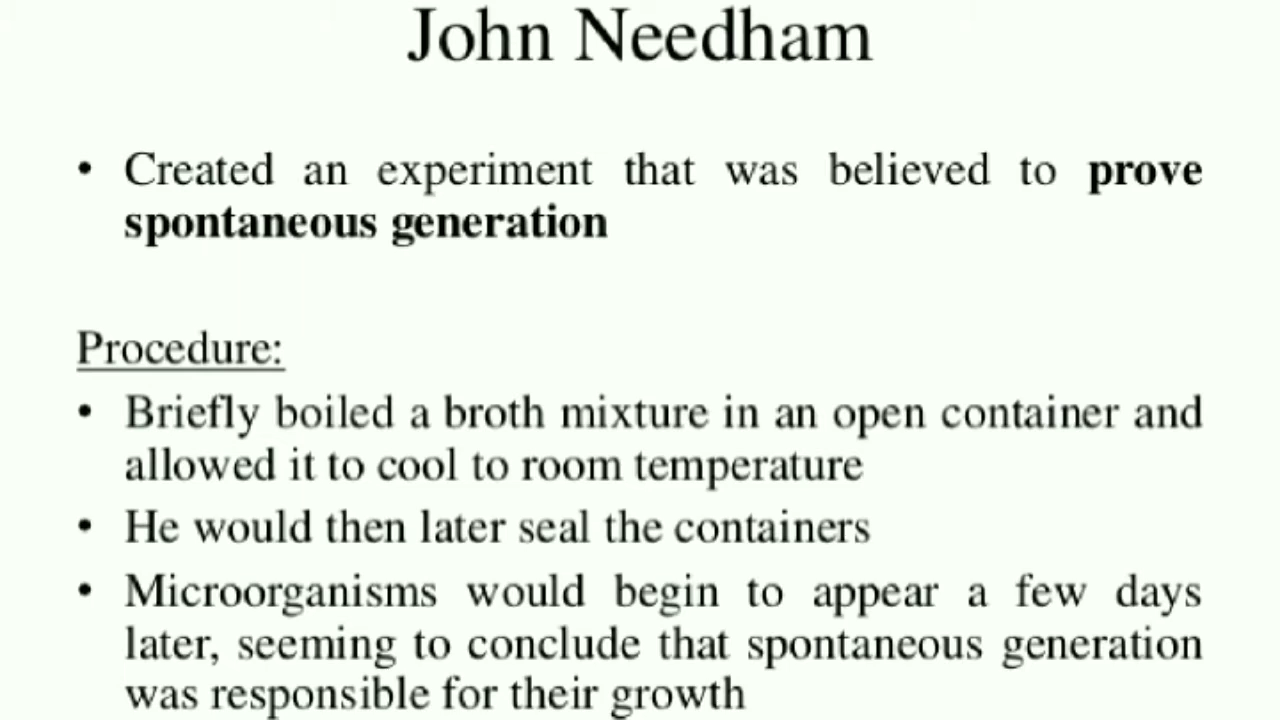 John Needham
• Created an experiment that was believed to prove
spontaneous generation
Procedure:
• Briefly boiled a broth mixture in an open container and
allowed it to cool to room temperature
• He would then later seal the containers
• Microorganisms would begin to appear a few days
later, seeming to conclude that spontaneous generation
was responsible for their growth